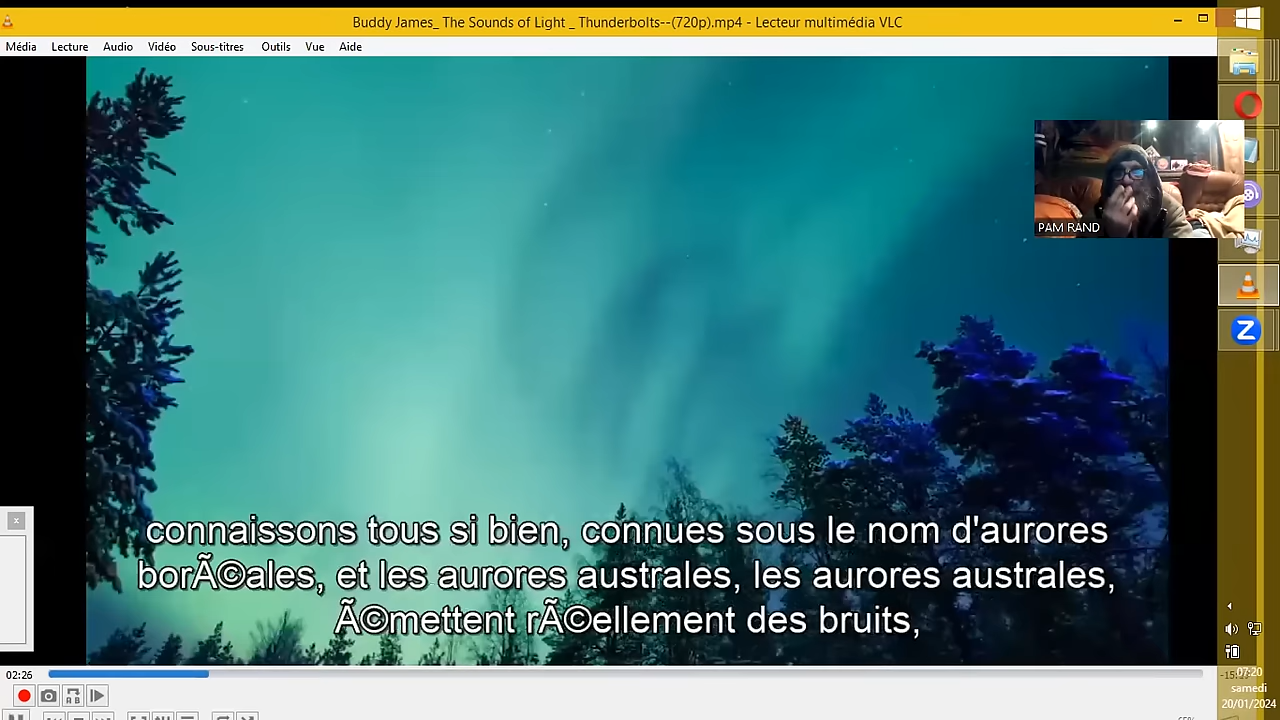 Buddy James_ The Sounds of Light _ Thunderbolts--(720p).mp4 - Lecteur multimédia VLC
Média Lecture Audio Vidéo Sous-titres Outils Vue Aide
PAM RAND
connaissons tous si bien, connues sous le nom d'aurores
borÃ©ales, et les aurores australes, les aurores australes,
Ã©mettent rÃ©ellement des bruits,
02:26
07:20
samedi
20/01/2024